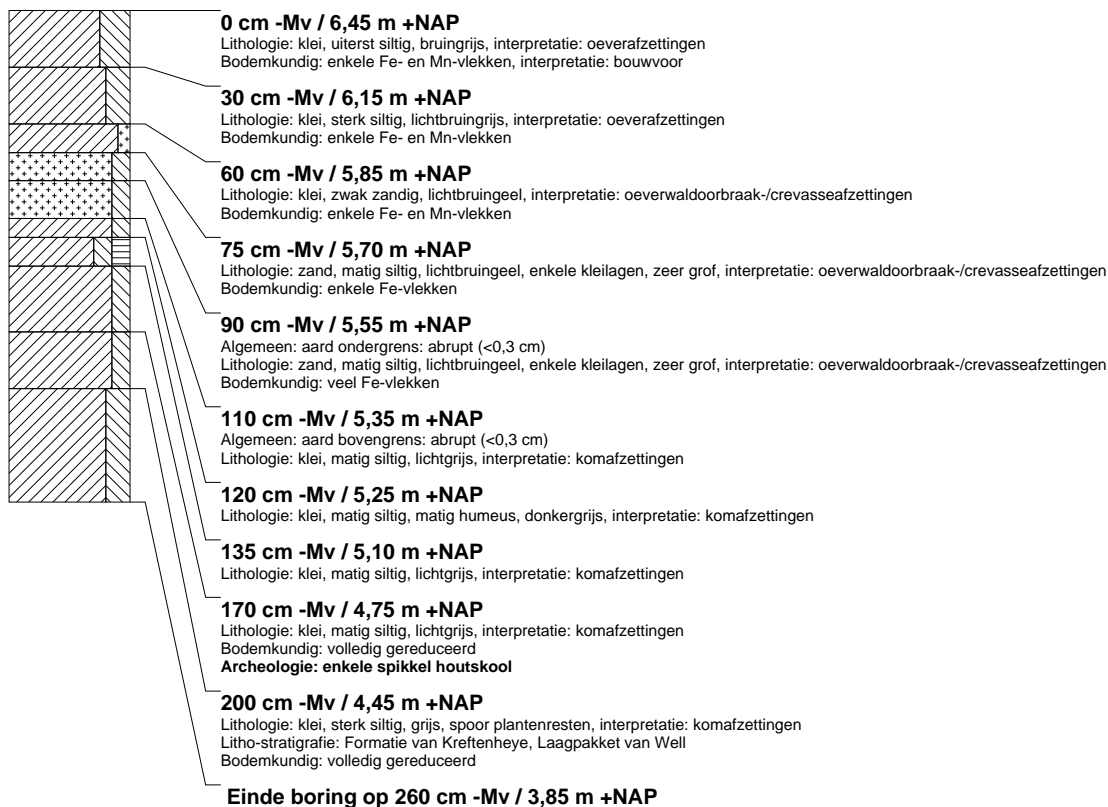 0 cm -Mv / 6,45 m +NAP
Lithologie: klei, uiterst siltig, bruingrijs, interpretatie: oeverafzettingen
Bodemkundig: enkele Fe- en Mn-vlekken, interpretatie: bouwvoor
30 cm -Mv / 6,15 m +NAP
Lithologie: klei, sterk siltig, lichtbruingrijs, interpretatie: oeverafzettingen
Bodemkundig: enkele Fe- en Mn-vlekken
60 cm -Mv / 5,85 m +NAP
Lithologie: klei, zwak zandig, lichtbruingeel, interpretatie: oeverwaldoorbraak-/crevasseafzettingen
Bodemkundig: enkele Fe- en Mn-vlekken
75 cm -Mv / 5,70 m +NAP
Lithologie: zand, matig siltig, lichtbruingeel, enkele kleilagen, zeer grof, interpretatie: oeverwaldoorbraak-/crevasseafzettingen
Bodemkundig: enkele Fe-vlekken
90 cm -Mv / 5,55 m +NAP
Algemeen: aard ondergrens: abrupt (<0,3 cm)
Lithologie: zand, matig siltig, lichtbruingeel, enkele kleilagen, zeer grof, interpretatie: oeverwaldoorbraak-/crevasseafzettingen
Bodemkundig: veel Fe-vlekken
110 cm -Mv / 5,35 m +NAP
Algemeen: aard bovengrens: abrupt (<0,3 cm)
Lithologie: klei, matig siltig, lichtgrijs, interpretatie: komafzettingen
120 cm -Mv / 5,25 m +NAP
Lithologie: klei, matig siltig, matig humeus, donkergrijs, interpretatie: komafzettingen
135 cm -Mv / 5,10 m +NAP
Lithologie: klei, matig siltig, lichtgrijs, interpretatie: komafzettingen
170 cm -Mv / 4,75 m +NAP
Lithologie: klei, matig siltig, lichtgrijs, interpretatie: komafzettingen
Bodemkundig: volledig gereduceerd
Archeologie: enkele spikkel houtskool
200 cm -Mv / 4,45 m +NAP
Lithologie: klei, sterk siltig, grijs, spoor plantenresten, interpretatie: komafzettingen
Litho-stratigrafie: Formatie van Kreftenheye, Laagpakket van Well
Bodemkundig: volledig gereduceerd
Einde boring op 260 cm -Mv / 3,85 m +NAP